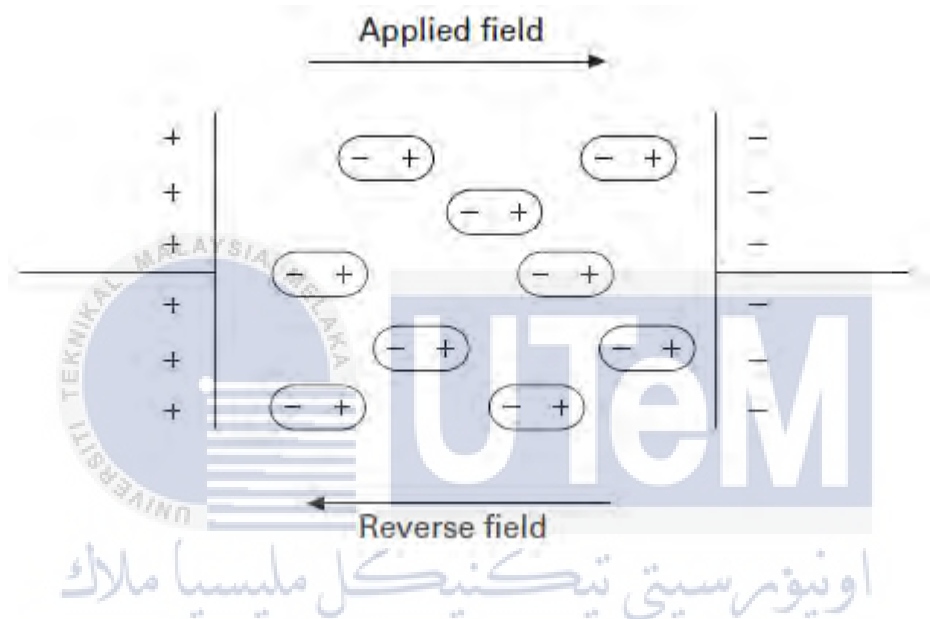 Applied field
+ −
− + − +
+ −
− +
+ −
− + − +
+ −
− + − +
+ −
+ − + − + −
UNIVERSITI TEKNIKAL MALAYSIA MELAKA
UTeM
Reverse field
اونيۏرسيتي تيكنيكل مليسيا ملاك